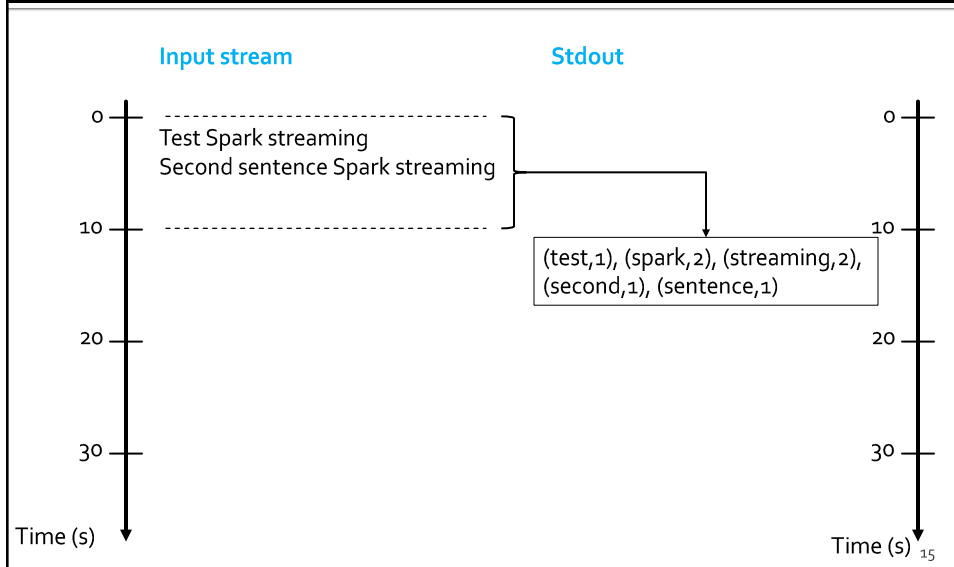 Input stream
Stdout
0
0
Test Spark streaming
Second sentence Spark streaming
10
10
(test,1), (spark,2), (streaming,2),
(second,1), (sentence,1)
20
20
30
30
Time (s)
Time (s)
15